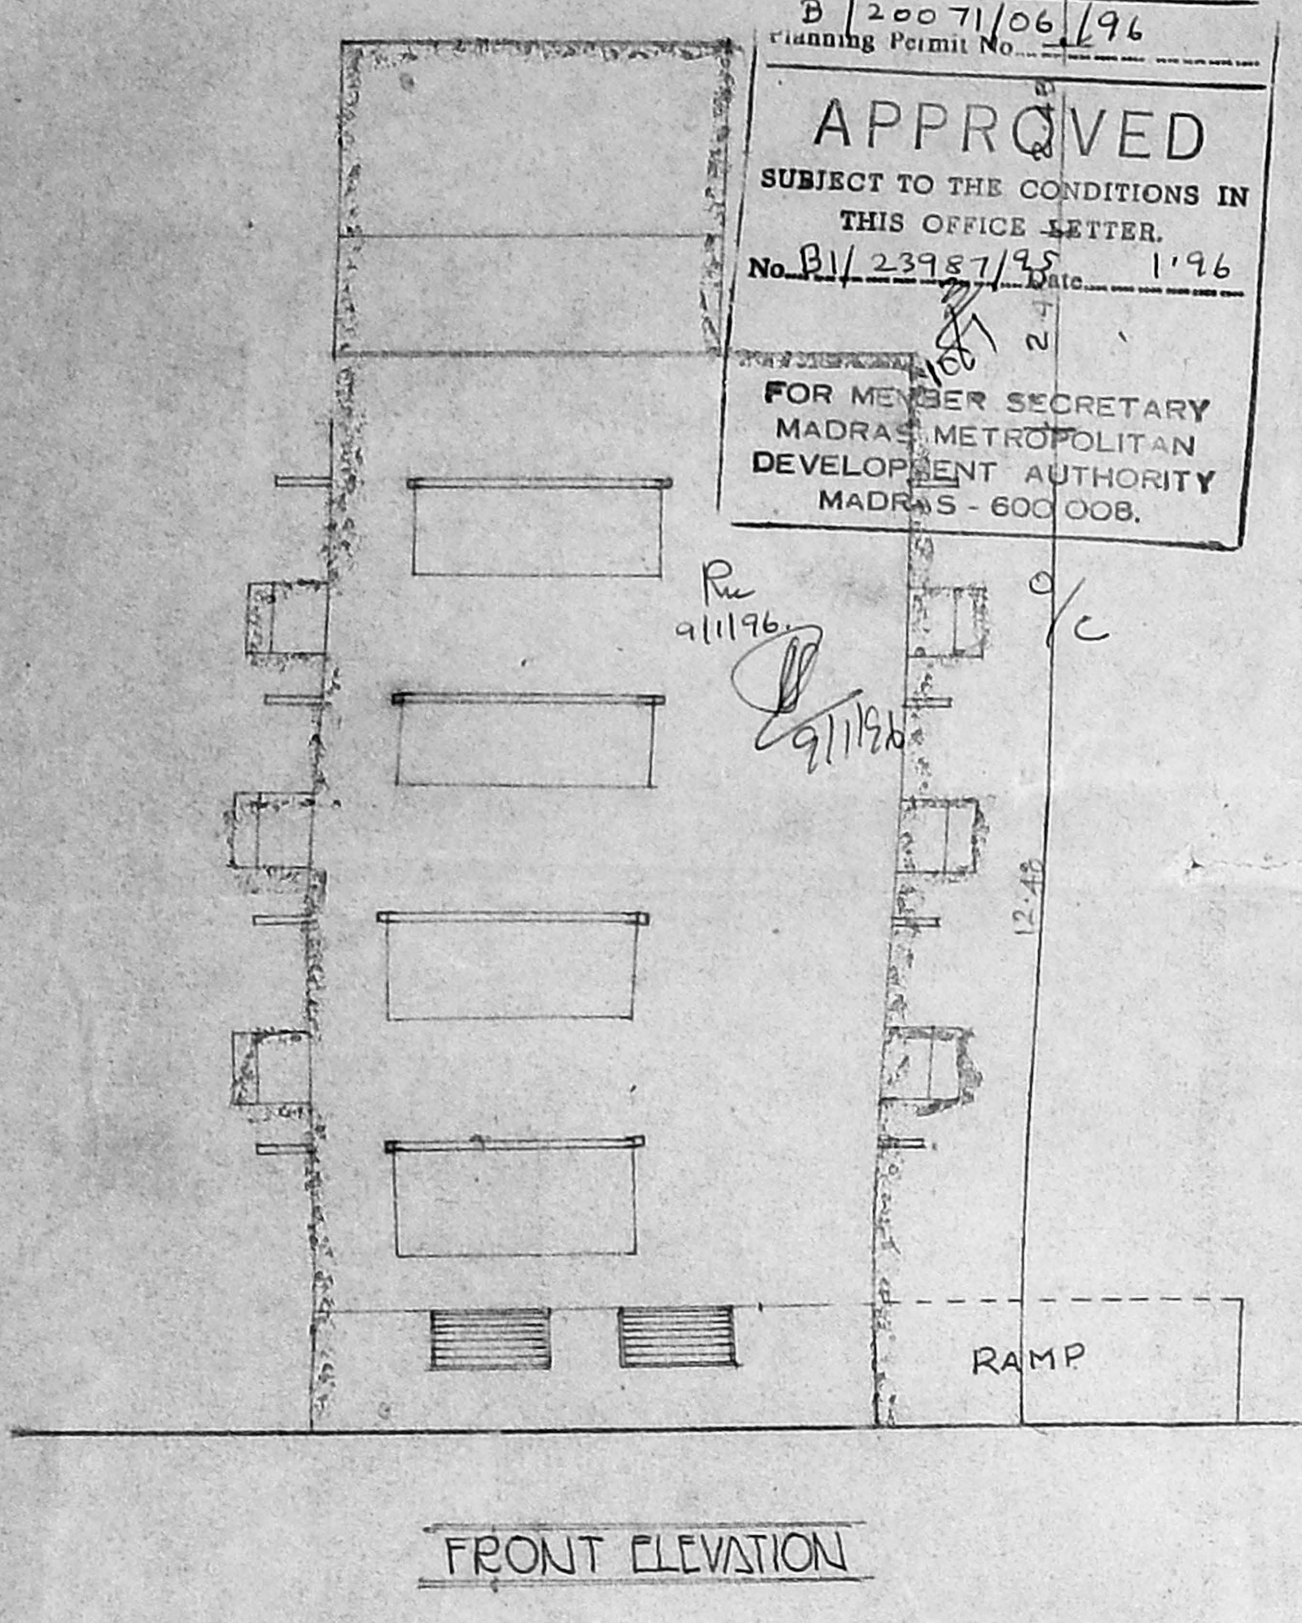 B/20071/06/96
Planning Permit No
APPROVED
SUBJECT TO THE CONDITIONS IN
THIS OFFICE LETTER.
No B1/23987/95 Date 1'96
FOR MEMBER SECRETARY
MADRAS METROPOLITAN
DEVELOPMENT AUTHORITY
MADRAS - 600 008.
9/1/96.
9/1/96
O/C
12.48
RAMP
FRONT ELEVATION